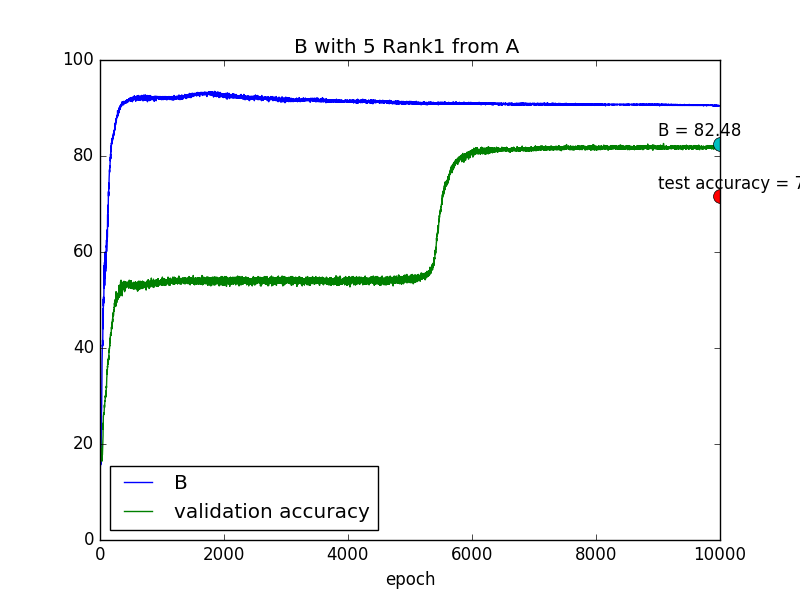 B with 5 Rank1 from A
100
80
60
40
20
0
B = 82.48
test accuracy = 7
B
validation accuracy
0 2000 4000 6000 8000 10000
epoch